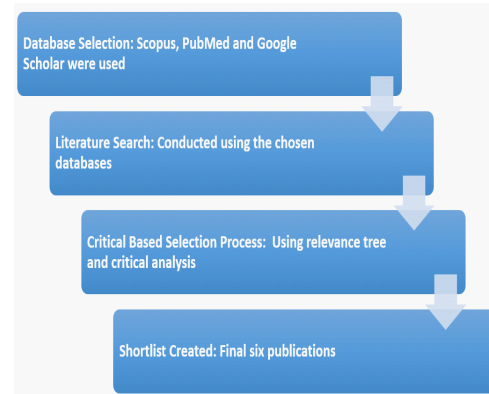 Database Selection: Scopus, PubMed and Google
Scholar were used
Literature Search: Conducted using the chosen
databases
Critical Based Selection Process: Using relevance tree
and critical analysis
Shortlist Created: Final six publications